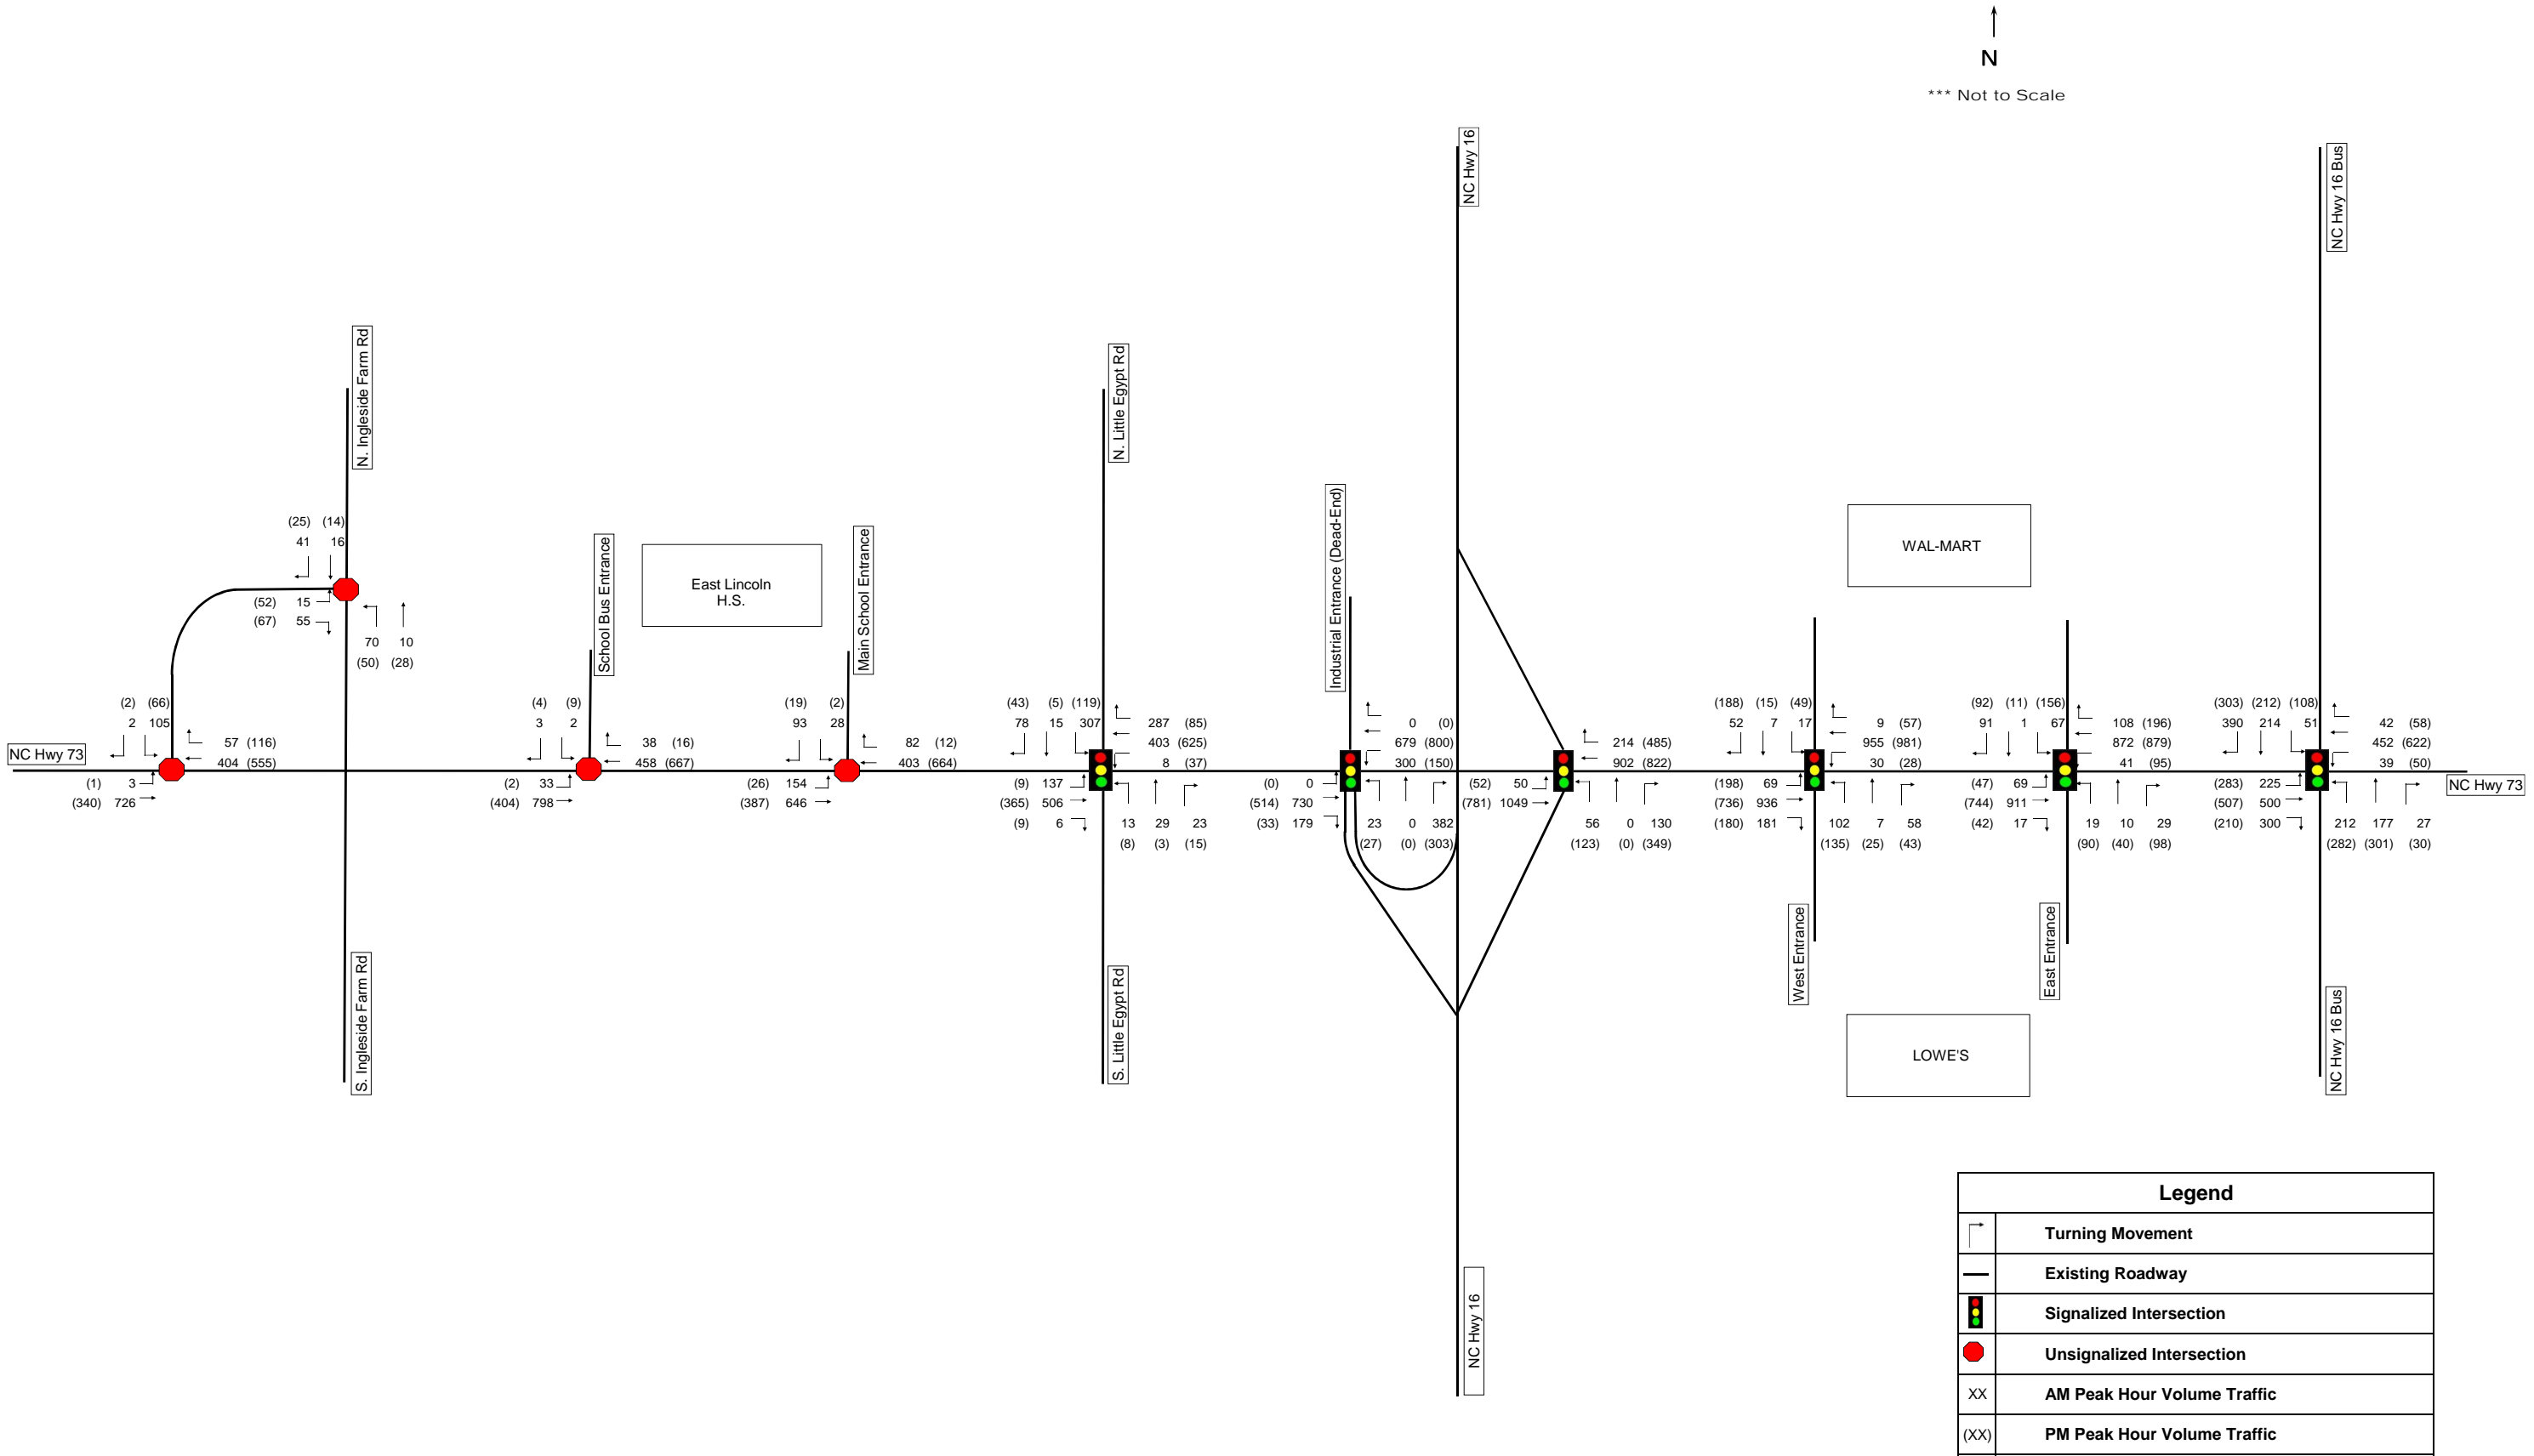 N
*** Not to Scale
NC Hwy 16
NC Hwy 16 Bus
N. Ingleside Farm Rd
N. Little Egypt Rd
Industrial Entrance (Dead-End)
School Bus Entrance
Main School Entrance
East Lincoln
H.S.
WAL-MART
(25) (14)
41 16
(52) 15
(67) 55
70 10
(50) (28)
NC Hwy 73
(2) (66)
2 105
57 (116)
404 (555)
(1) 3
(340) 726
(4) (9)
3 2
38 (16)
458 (667)
(2) 33
(404) 798
(19) (2)
93 28
82 (12)
403 (664)
(26) 154
(387) 646
(43) (5) (119)
78 15 307
287 (85)
403 (625)
8 (37)
(9) 137
(365) 506
(9) 6
13 29 23
(8) (3) (15)
0 (0)
679 (800)
300 (150)
(0) 0
(514) 730
(33) 179
23 0 382
(27) (0) (303)
214 (485)
902 (822)
(52) 50
(781) 1049
56 0 130
(123) (0) (349)
(188) (15) (49)
52 7 17
9 (57)
955 (981)
30 (28)
(198) 69
(736) 936
(180) 181
102 7 58
(135) (25) (43)
(92) (11) (156)
91 1 67
108 (196)
872 (879)
41 (95)
(47) 69
(744) 911
(42) 17
19 10 29
(90) (40) (98)
(303) (212) (108)
390 214 51
42 (58)
452 (622)
39 (50)
(283) 225
(507) 500
(210) 300
212 177 27
(282) (301) (30)
NC Hwy 73
S. Ingleside Farm Rd
S. Little Egypt Rd
West Entrance
East Entrance
NC Hwy 16 Bus
LOWE'S
NC Hwy 16
Legend
Turning Movement
Existing Roadway
Signalized Intersection
Unsignalized Intersection
XX AM Peak Hour Volume Traffic
(XX) PM Peak Hour Volume Traffic